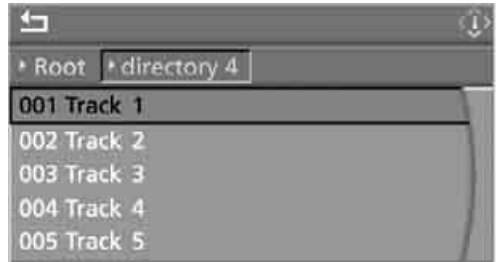 Root directory 4
001 Track 1
002 Track 2
003 Track 3
004 Track 4
005 Track 5